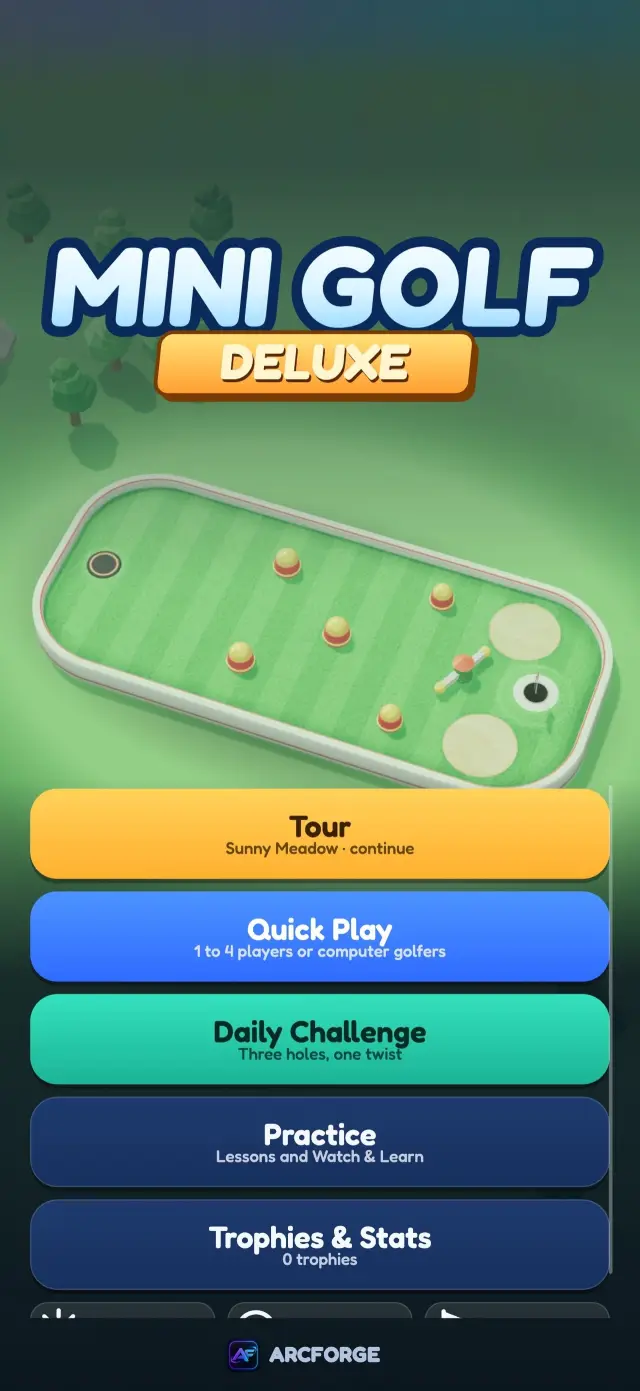 MINI GOLF
DELUXE
Tour
Sunny Meadow · continue
Quick Play
1 to 4 players or computer golfers
Daily Challenge
Three holes, one twist
Practice
Lessons and Watch & Learn
Trophies & Stats
0 trophies
AF ARCFORGE